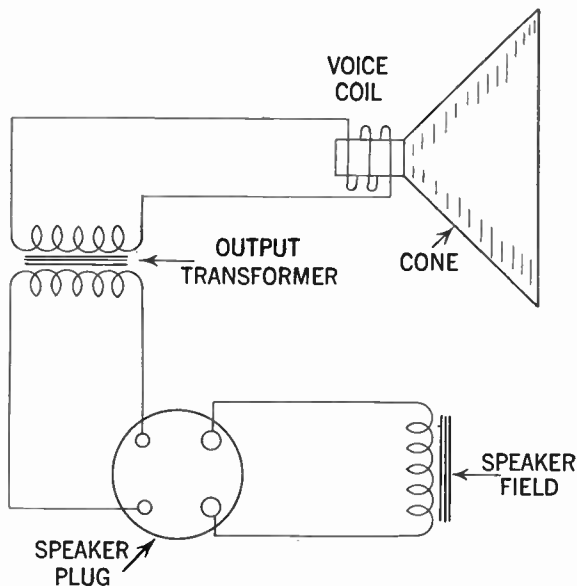 VOICE
COIL
OUTPUT
TRANSFORMER
CONE
SPEAKER
FIELD
SPEAKER
PLUG